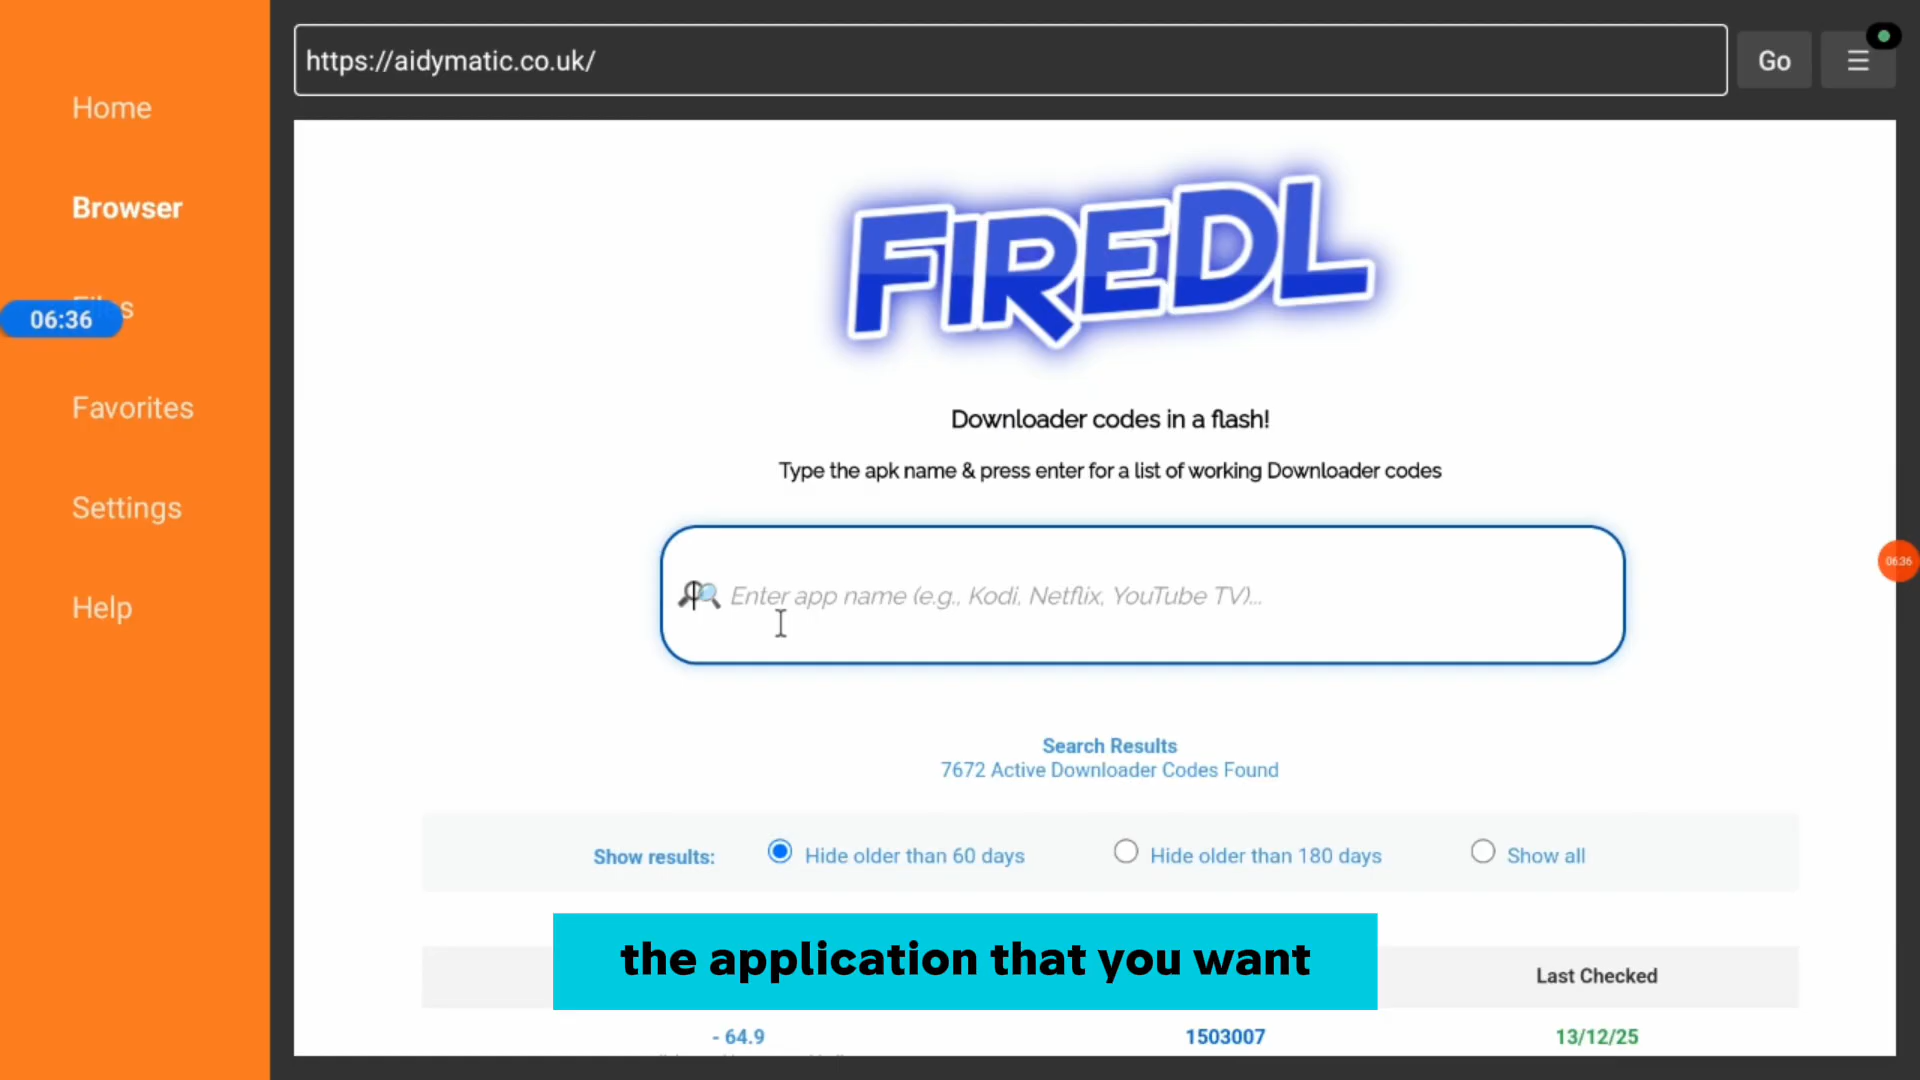 https://aidymatic.co.uk/
Go
Home
Browser
06:36
Favorites
Settings
Help
FIREDL
Downloader codes in a flash!
Type the apk name & press enter for a list of working Downloader codes
Enter app name (e.g., Kodi, Netflix, YouTube TV)...
06:36
Search Results
7672 Active Downloader Codes Found
Show results: Hide older than 60 days Hide older than 180 days Show all
the application that you want
Last Checked
- 64.9 1503007 13/12/25